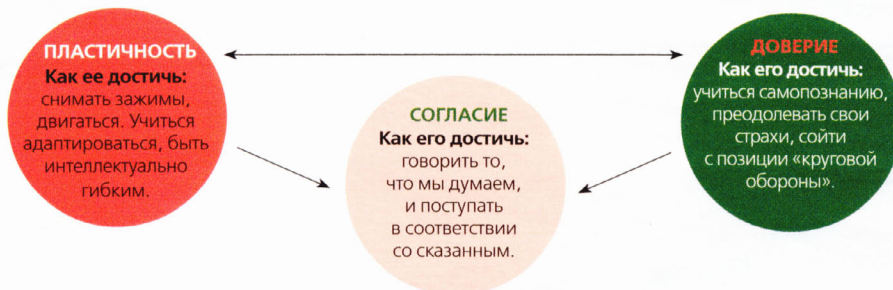 ПЛАСТИЧНОСТЬ
Как ее достичь:
снимать зажимы,
двигаться. Учиться
адаптироваться, быть
интеллектуально
гибким.
СОГЛАСИЕ
Как его достичь:
говорить то,
что мы думаем,
и поступать
в соответствии
со сказанным.
ДОВЕРИЕ
Как его достичь:
учиться самопознанию,
преодолевать свои
страхи, сойти
с позиции «круговой
обороны».